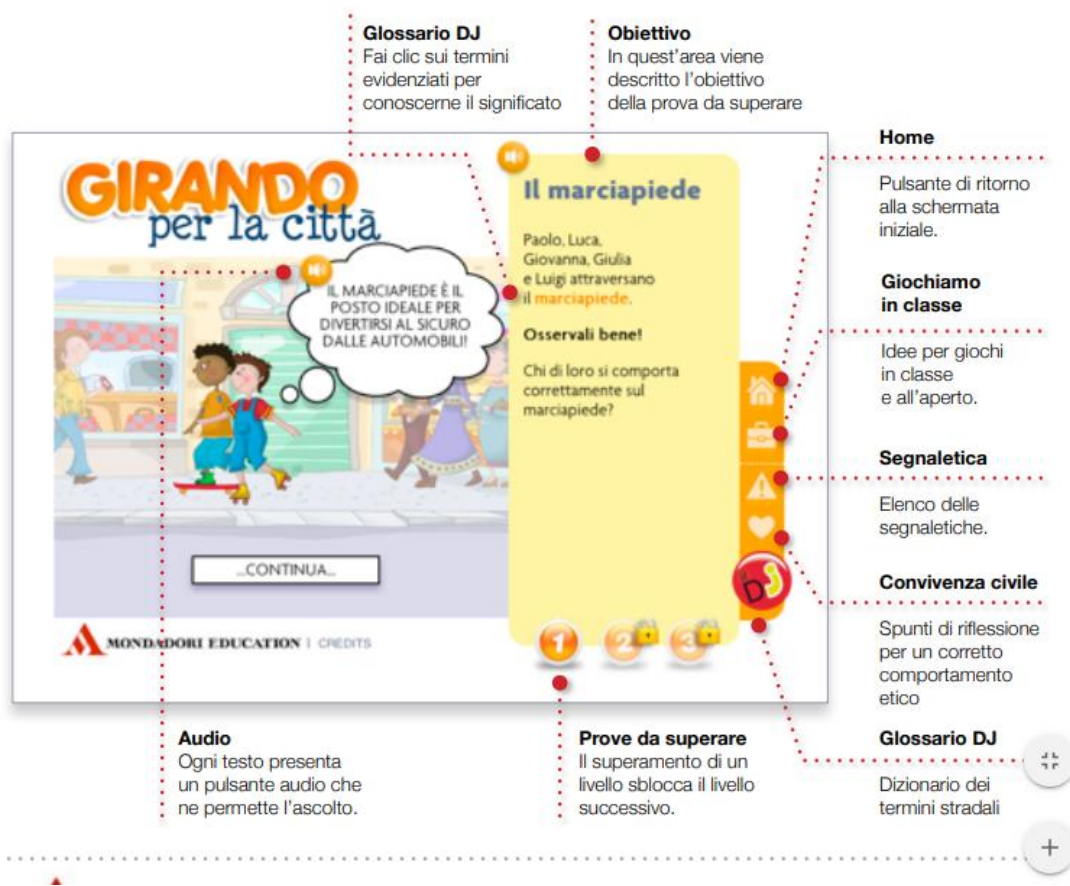 Glossario DJ
Fai clic sui termini
evidenziati per
conoscerne il significato
Obiettivo
In quest'area viene
descritto l'obiettivo
della prova da superare
GIRANDO
per la città
IL MARCIAPIEDE È IL
POSTO IDEALE PER
DIVERTIRSI AL SICURO
DALLE AUTOMOBILI!
...CONTINUA...
MONDADORI EDUCATION | CREDITS
Il marciapiede
Paolo, Luca,
Giovanna, Giulia
e Luigi attraversano
il marciapiede.
Osservali bene!
Chi di loro si comporta
correttamente sul
marciapiede?
1
2
3
DJ
Home
Pulsante di ritorno
alla schermata
iniziale.
Giochiamo
in classe
Idee per giochi
in classe
e all'aperto.
Segnaletica
Elenco delle
segnaletiche.
Convivenza civile
Spunti di riflessione
per un corretto
comportamento
etico
Glossario DJ
Dizionario dei
termini stradali
Audio
Ogni testo presenta
un pulsante audio che
ne permette l'ascolto.
Prove da superare
Il superamento di un
livello sblocca il livello
successivo.